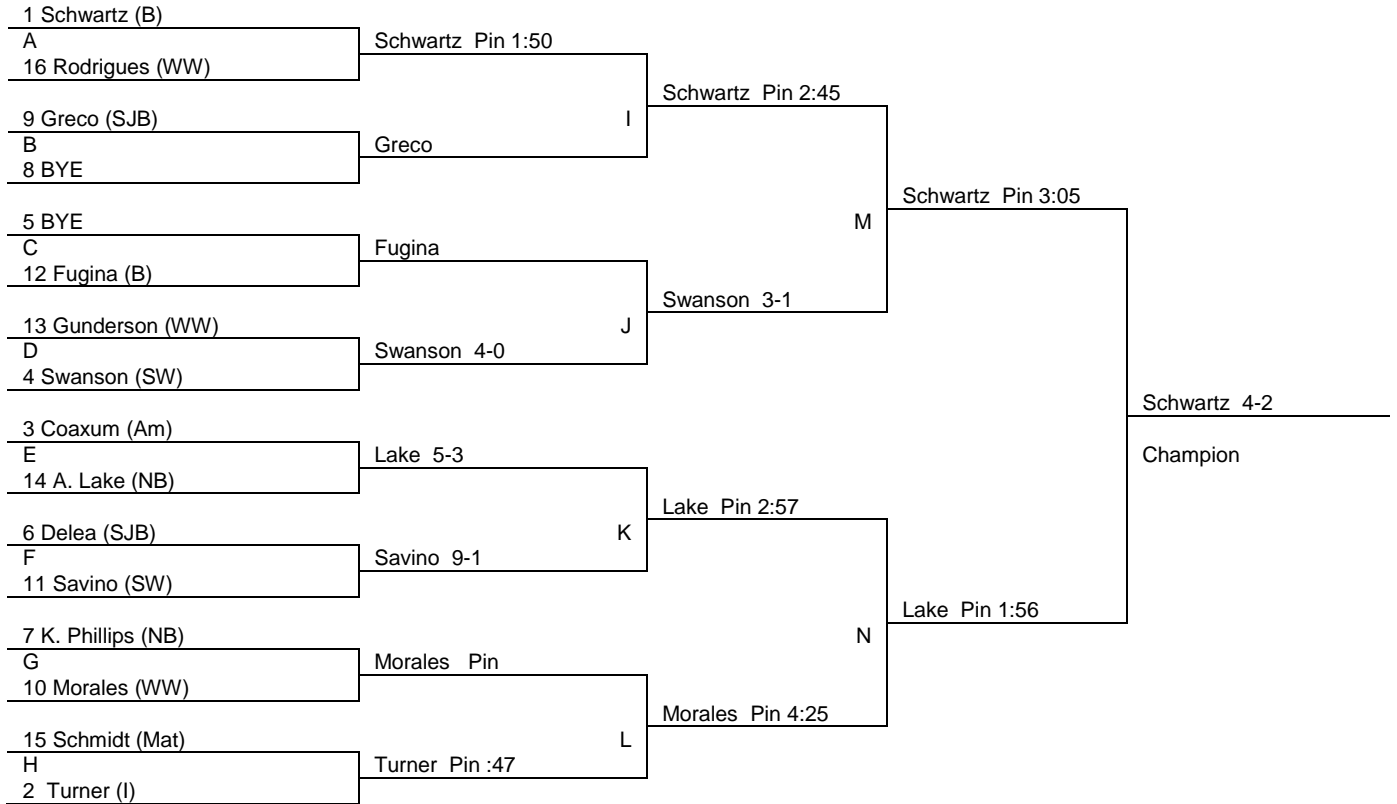 1 Schwartz (B)
A
16 Rodrigues (WW)
Schwartz Pin 1:50
9 Greco (SJB)
B
8 BYE
Greco
I
Schwartz Pin 2:45
5 BYE
C
12 Fugina (B)
Fugina
13 Gunderson (WW)
D
4 Swanson (SW)
Swanson 4-0
J
Swanson 3-1
M
Schwartz Pin 3:05
3 Coaxum (Am)
E
14 A. Lake (NB)
Lake 5-3
6 Delea (SJB)
F
11 Savino (SW)
Savino 9-1
K
Lake Pin 2:57
7 K. Phillips (NB)
G
10 Morales (WW)
Morales Pin
15 Schmidt (Mat)
H
2 Turner (I)
Turner Pin :47
L
Morales Pin 4:25
N
Lake Pin 1:56
Schwartz 4-2
Champion